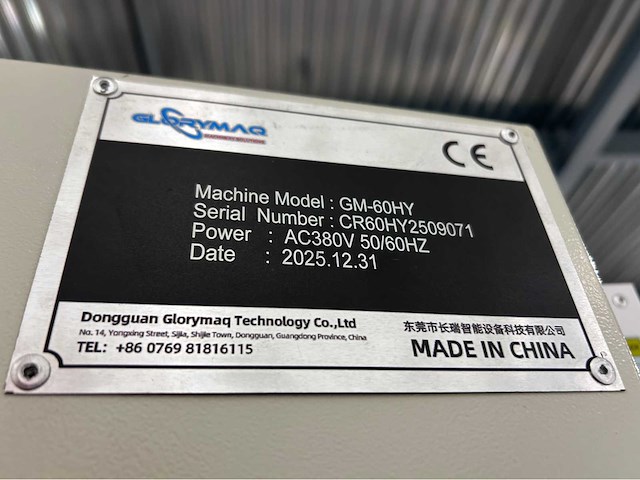 GLORYMAQ
CE
Machine Model : GM-60HY
Serial Number : CR60HY2509071
Power : AC380V 50/60HZ
Date : 2025.12.31
Dongguan Glorymaq Technology Co.,Ltd
No. 14, Yongxing Street, Sijia, Shijie Town, Dongguan, Guangdong Province, China
TEL: +86 0769 81816115
东莞市长瑞智能设备科技有限公司
MADE IN CHINA